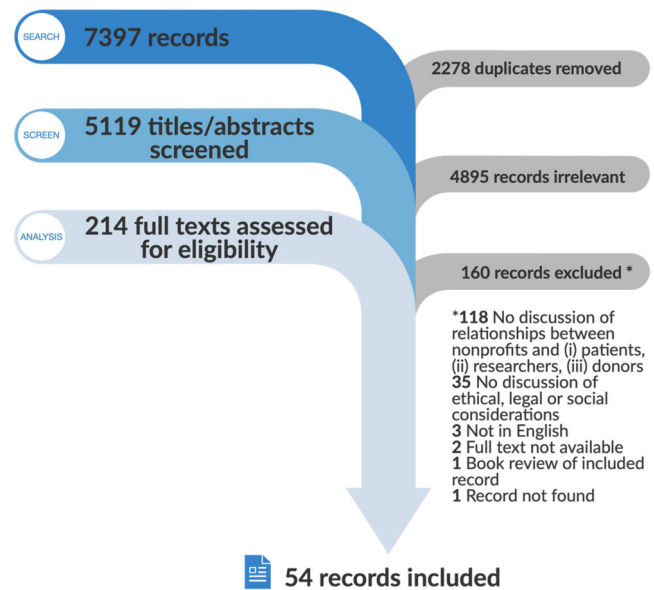 SEARCH
7397 records
2278 duplicates removed
SCREEN
5119 titles/abstracts
screened
4895 records irrelevant
ANALYSIS
214 full texts assessed
for eligibility
160 records excluded *
*118 No discussion of
relationships between
nonprofits and (i) patients,
(ii) researchers, (iii) donors
35 No discussion of
ethical, legal or social
considerations
3 Not in English
2 Full text not available
1 Book review of included
record
1 Record not found
54 records included